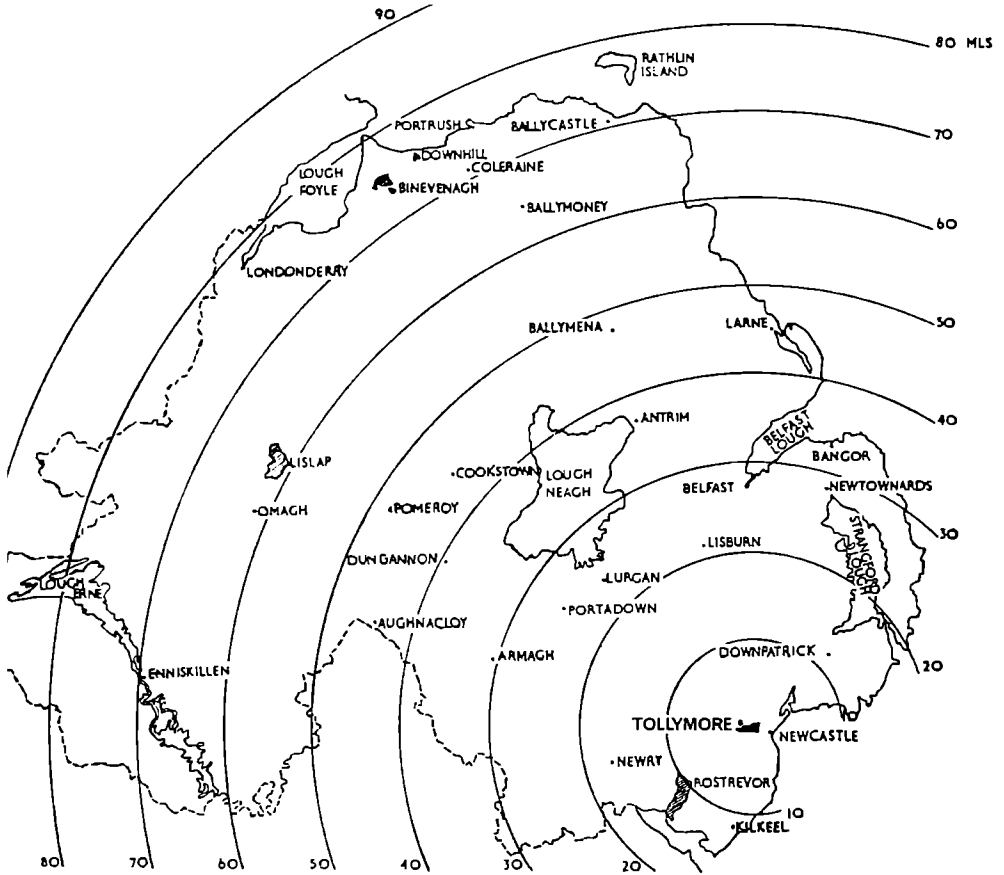 90
80 MLS
RATHLIN
ISLAND
PORTRUSH
BALLYCASTLE
70
DOWNHILL
COLERAINE
LOUGH
FOYLE
BINEVENAGH
BALLYMONEY
60
LONDONDERRY
BALLYMENA
LARNE
50
ANTRIM
40
BELFAST
LOUGH
BANGOR
LISLAP
COOKSTOWN
LOUGH
NEAGH
BELFAST
NEWTOWNARDS
OMAGH
POMEROY
30
STRANGFORD
LOUGH
LISBURN
DUNGANNON
LURGAN
LOUGH
ERNE
PORTADOWN
AUGHNACLOY
ARMAGH
DOWNPATRICK
20
ENNISKILLEN
TOLLYMORE
NEWCASTLE
NEWRY
ROSTREVOR
10
KILKEEL
80
70
60
50
40
30
20